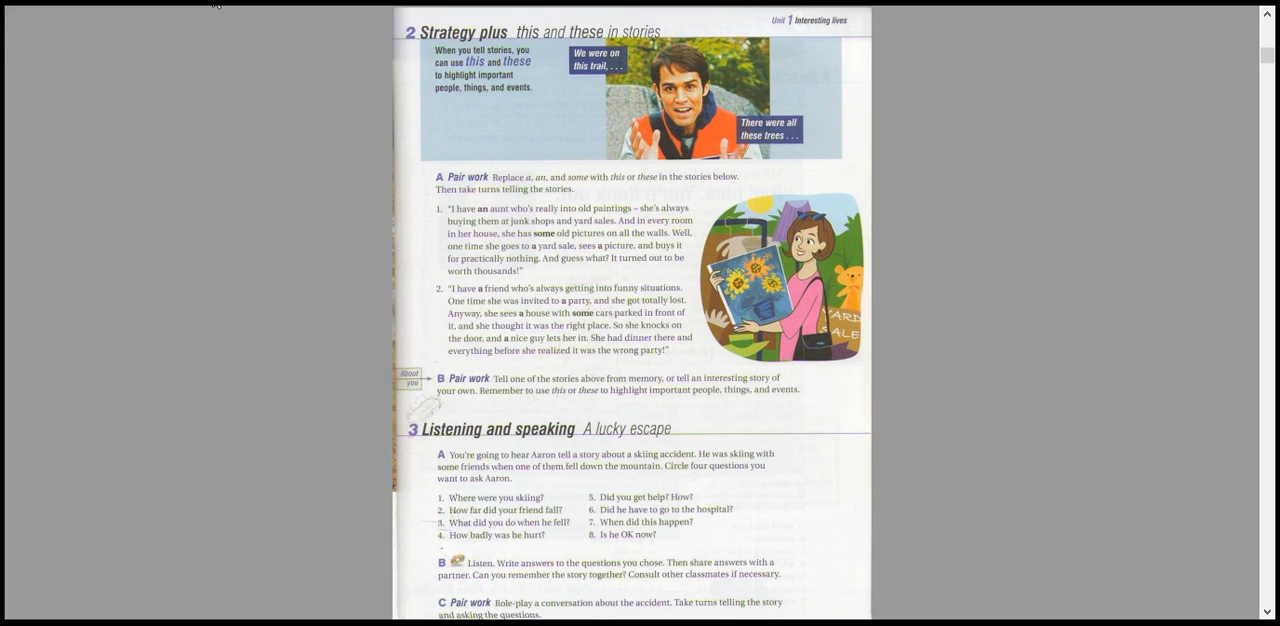 Unit 1 Interesting lives
2 Strategy plus this and these in stories
When you tell stories, you
can use this and these
to highlight important
people, things, and events.
We were on
this trail, . . .
There were all
these trees . . .
A Pair work Replace a, an, and some with this or these in the stories below.
Then take turns telling the stories.
1. "I have an aunt who's really into old paintings – she's always
buying them at junk shops and yard sales. And in every room
in her house, she has some old pictures on all the walls. Well,
one time she goes to a yard sale, sees a picture, and buys it
for practically nothing. And guess what? It turned out to be
worth thousands!"
2. "I have a friend who's always getting into funny situations.
One time she was invited to a party, and she got totally lost.
Anyway, she sees a house with some cars parked in front of
it, and she thought it was the right place. So she knocks on
the door, and a nice guy lets her in. She had dinner there and
everything before she realized it was the wrong party!"
YARD
SALE
About
you
B Pair work Tell one of the stories above from memory, or tell an interesting story of
your own. Remember to use this or these to highlight important people, things, and events.
3 Listening and speaking A lucky escape
A You're going to hear Aaron tell a story about a skiing accident. He was skiing with
some friends when one of them fell down the mountain. Circle four questions you
want to ask Aaron.
1. Where were you skiing?
2. How far did your friend fall?
3. What did you do when he fell?
4. How badly was he hurt?
5. Did you get help? How?
6. Did he have to go to the hospital?
7. When did this happen?
8. Is he OK now?
B Listen. Write answers to the questions you chose. Then share answers with a
partner. Can you remember the story together? Consult other classmates if necessary.
C Pair work Role-play a conversation about the accident. Take turns telling the story
and asking the questions.